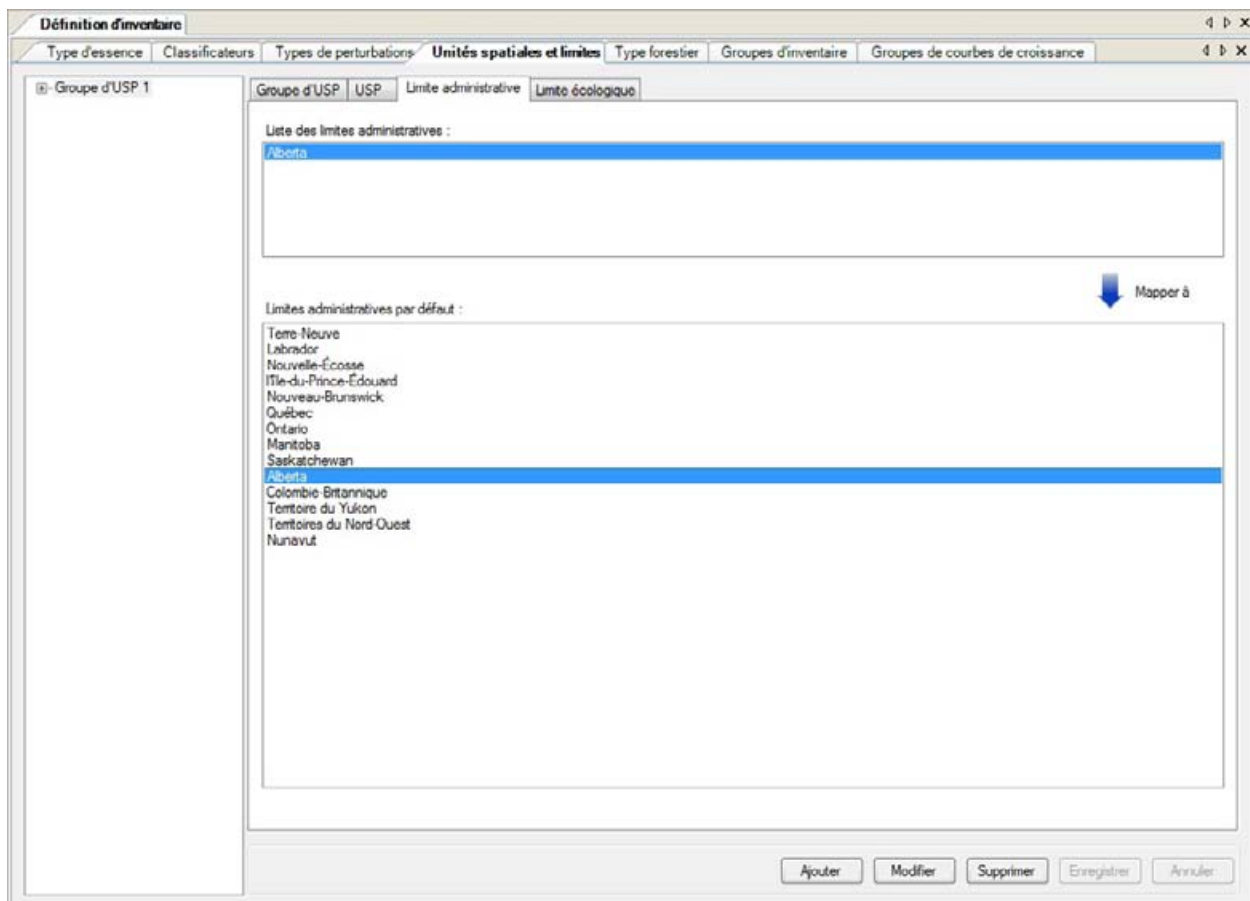 Définition d'inventaire
Type d'essence Classificateurs Types de perturbations Unités spatiales et limites Type forestier Groupes d'inventaire Groupes de courbes de croissance
Groupe d'USP 1
Groupe d'USP USP Limite administrative Limite écologique
Liste des limites administratives :
Alberta
Mapper à
Limites administratives par défaut :
Terre-Neuve
Labrador
Nouvelle-Écosse
lTle-du-Prince-Édouard
Nouveau-Brunswick
Québec
Ontario
Manitoba
Saskatchewan
Alberta
Colombie-Britannique
Territoire du Yukon
Territoires du Nord-Ouest
Nunavut
Ajouter Modifier Supprimer Enregistrer Annuler